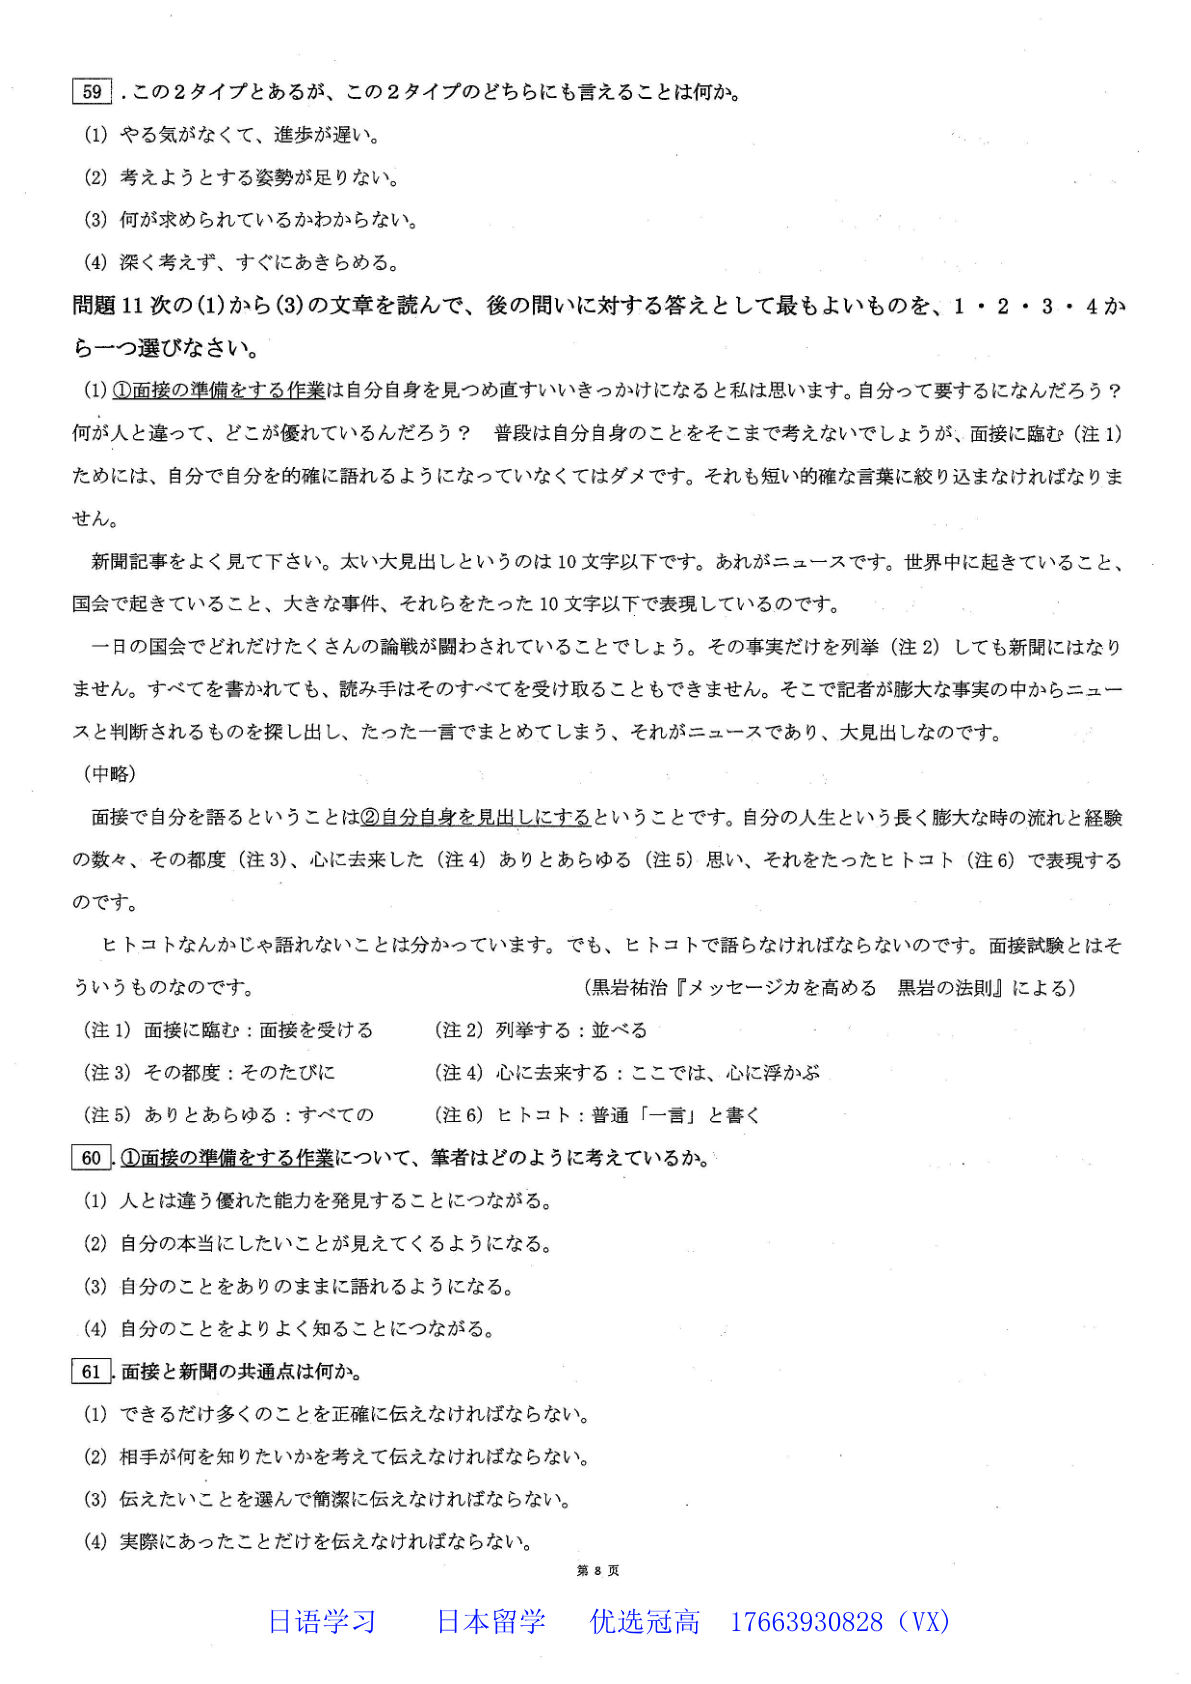 59 . この２タイプとあるが、この２タイプのどちらにも言えることは何か。
(1) やる気がなくて、進歩が遅い。
(2) 考えようとする姿勢が足りない。
(3) 何が求められているかわからない。
(4) 深く考えず、すぐにあきらめる。
問題 11 次の(1)から(3)の文章を読んで、後の問いに対する答えとして最もよいものを、1・2・3・4か
ら一つ選びなさい。
(1) ①面接の準備をする作業は自分自身を見つめ直すいいきっかけになると私は思います。自分って要するになんだろう？
何が人と違って、どこが優れているんだろう？　普段は自分自身のことをそこまで考えないでしょうが、面接に臨む（注 1）
ためには、自分で自分を的確に語れるようになっていなくてはダメです。それも短い的確な言葉に絞り込まなければなりま
せん。
新聞記事をよく見て下さい。太い大見出しというのは 10 文字以下です。あれがニュースです。世界中に起きていること、
国会で起きていること、大きな事件、それらをたった 10 文字以下で表現しているのです。
一日の国会でどれだけたくさんの論戦が闘わされていることでしょう。その事実だけを列挙（注 2）しても新聞にはなり
ません。すべてを書かれても、読み手はそのすべてを受け取ることもできません。そこで記者が膨大な事実の中からニュー
スと判断されるものを探し出し、たった一言でまとめてしまう、それがニュースであり、大見出しなのです。
（中略）
面接で自分を語るということは②自分自身を見出しにするということです。自分の人生という長く膨大な時の流れと経験
の数々、その都度（注 3）、心に去来した（注 4）ありとあらゆる（注 5）思い、それをたったヒトコト（注 6）で表現する
のです。
ヒトコトなんかじゃ語れないことは分かっています。でも、ヒトコトで語らなければならないのです。面接試験とはそ
ういうものなのです。　（黒岩祐治『メッセージカを高める　黒岩の法則』による）
（注 1）面接に臨む：面接を受ける　（注 2）列挙する：並べる
（注 3）その都度：そのたびに　（注 4）心に去来する：ここでは、心に浮かぶ
（注 5）ありとあらゆる：すべての　（注 6）ヒトコト：普通「一言」と書く
60 . ①面接の準備をする作業について、筆者はどのように考えているか。
(1) 人とは違う優れた能力を発見することにつながる。
(2) 自分の本当にしたいことが見えてくるようになる。
(3) 自分のことをありのままに語れるようになる。
(4) 自分のことをよりよく知ることにつながる。
61 . 面接と新聞の共通点は何か。
(1) できるだけ多くのことを正確に伝えなければならない。
(2) 相手が何を知りたいかを考えて伝えなければならない。
(3) 伝えたいことを選んで簡潔に伝えなければならない。
(4) 実際にあったことだけを伝えなければならない。
第 8 页
日语学习　日本留学　优选冠高　17663930828（VX）